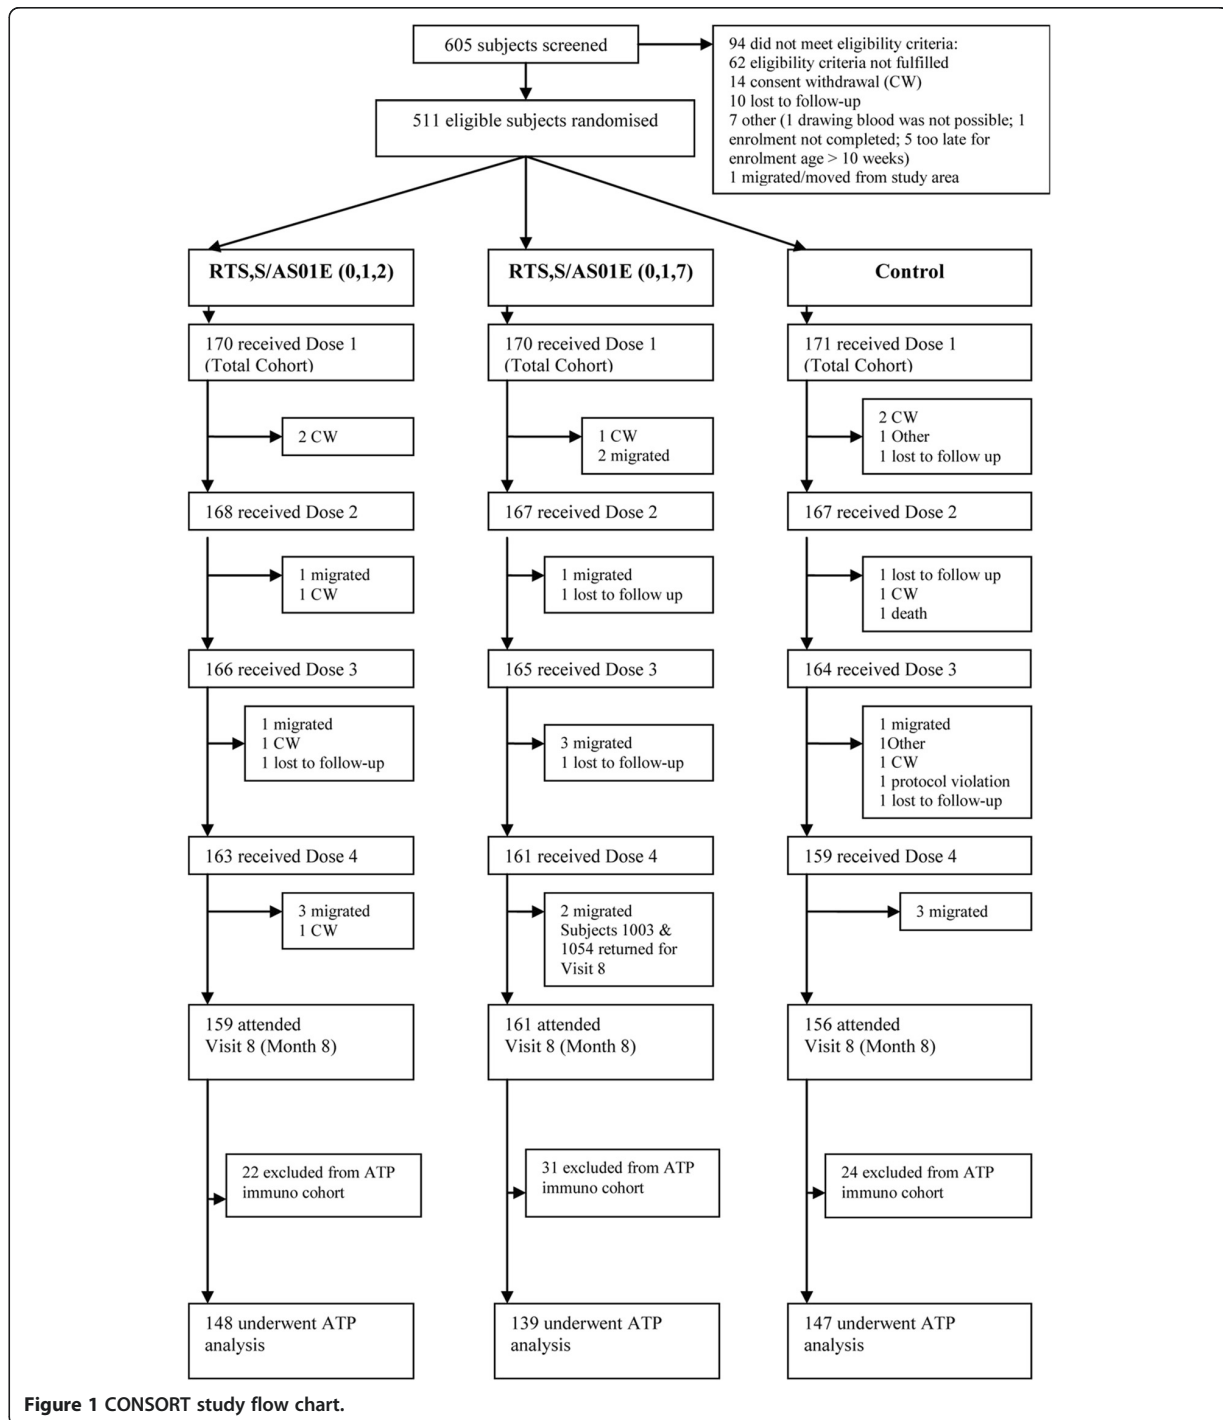 605 subjects screened
94 did not meet eligibility criteria:
62 eligibility criteria not fulfilled
14 consent withdrawal (CW)
10 lost to follow-up
7 other (1 drawing blood was not possible; 1
enrolment not completed; 5 too late for
enrolment age > 10 weeks)
1 migrated/moved from study area
511 eligible subjects randomised
RTS,S/AS01E (0,1,2)
RTS,S/AS01E (0,1,7)
Control
170 received Dose 1
(Total Cohort)
170 received Dose 1
(Total Cohort)
171 received Dose 1
(Total Cohort)
2 CW
1 CW
2 migrated
2 CW
1 Other
1 lost to follow up
168 received Dose 2
167 received Dose 2
167 received Dose 2
1 migrated
1 CW
1 migrated
1 lost to follow up
1 lost to follow up
1 CW
1 death
166 received Dose 3
165 received Dose 3
164 received Dose 3
1 migrated
1 CW
1 lost to follow-up
3 migrated
1 lost to follow-up
1 migrated
1Other
1 CW
1 protocol violation
1 lost to follow-up
163 received Dose 4
161 received Dose 4
159 received Dose 4
3 migrated
1 CW
2 migrated
Subjects 1003 &
1054 returned for
Visit 8
3 migrated
159 attended
Visit 8 (Month 8)
161 attended
Visit 8 (Month 8)
156 attended
Visit 8 (Month 8)
22 excluded from ATP
immuno cohort
31 excluded from ATP
immuno cohort
24 excluded from ATP
immuno cohort
148 underwent ATP
analysis
139 underwent ATP
analysis
147 underwent ATP
analysis
Figure 1 CONSORT study flow chart.